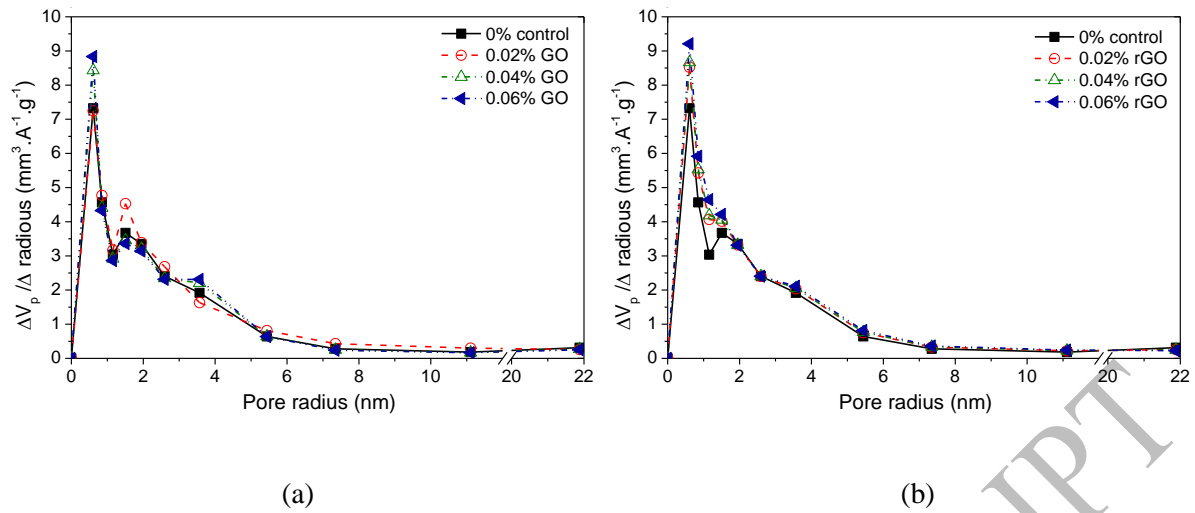 10
9
8
7
6
5
4
3
2
1
0
ΔVp /Δ radious (mm³.A⁻¹.g⁻¹)
0% control
0.02% GO
0.04% GO
0.06% GO
0 2 4 6 8 10 20 22
Pore radius (nm)
(a)
10
9
8
7
6
5
4
3
2
1
0
ΔVp /Δ radious (mm³.A⁻¹.g⁻¹)
0% control
0.02% rGO
0.04% rGO
0.06% rGO
0 2 4 6 8 10 20 22
Pore radius (nm)
(b)
IPT